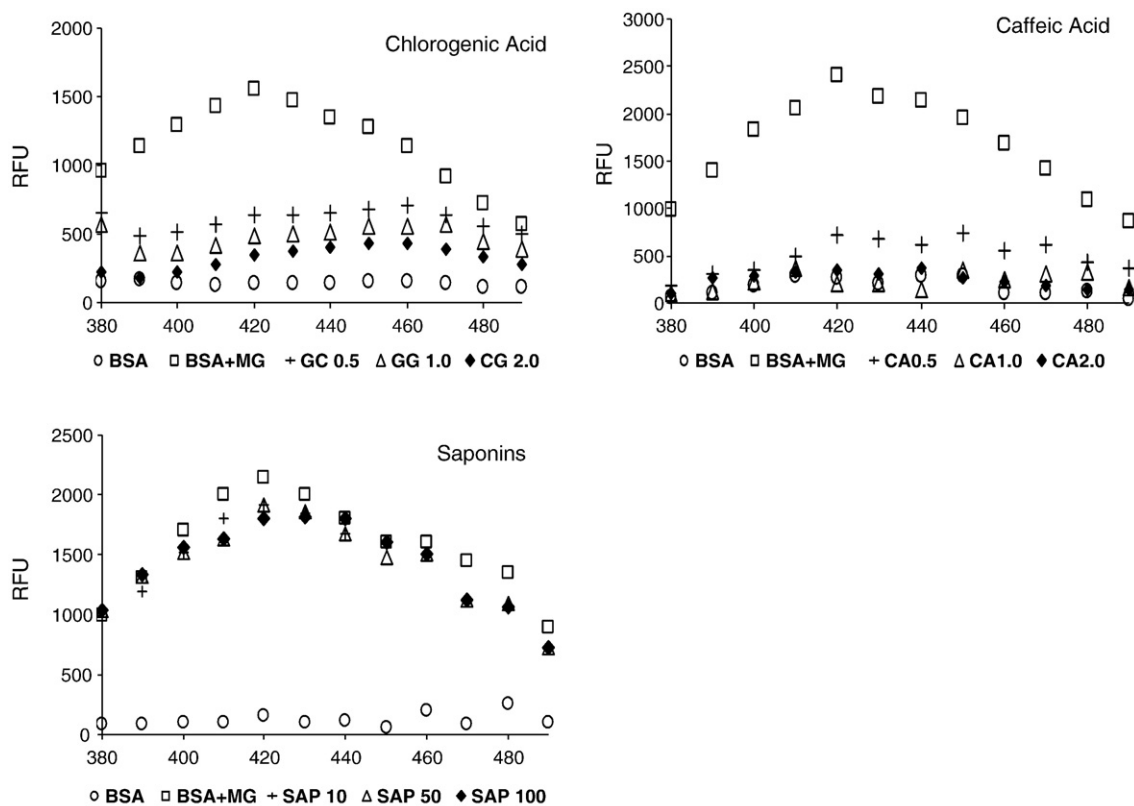 Chlorogenic Acid
RFU
2000
1500
1000
500
0
380 400 420 440 460 480
BSA BSA+MG GC 0.5 GG 1.0 CG 2.0
Caffeic Acid
RFU
3000
2500
2000
1500
1000
500
0
380 400 420 440 460 480
BSA BSA+MG CA0.5 CA1.0 CA2.0
Saponins
RFU
2500
2000
1500
1000
500
0
380 400 420 440 460 480
BSA BSA+MG SAP 10 SAP 50 SAP 100